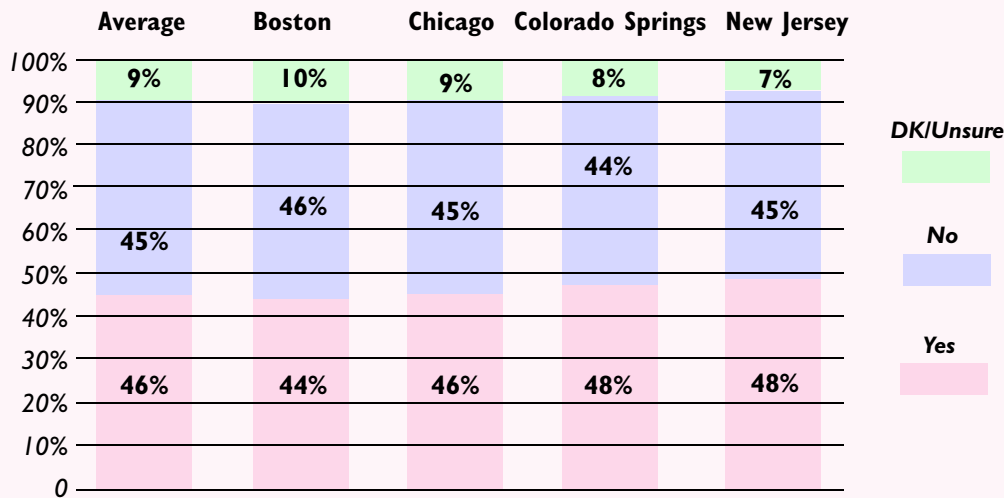 Average Boston Chicago Colorado Springs New Jersey
100%
9% 10% 9% 8% 7%
90%
DK/Unsure
80%
44%
70%
46% 45% 45%
60%
45%
No
50%
40%
Yes
30%
46% 44% 46% 48% 48%
20%
10%
0